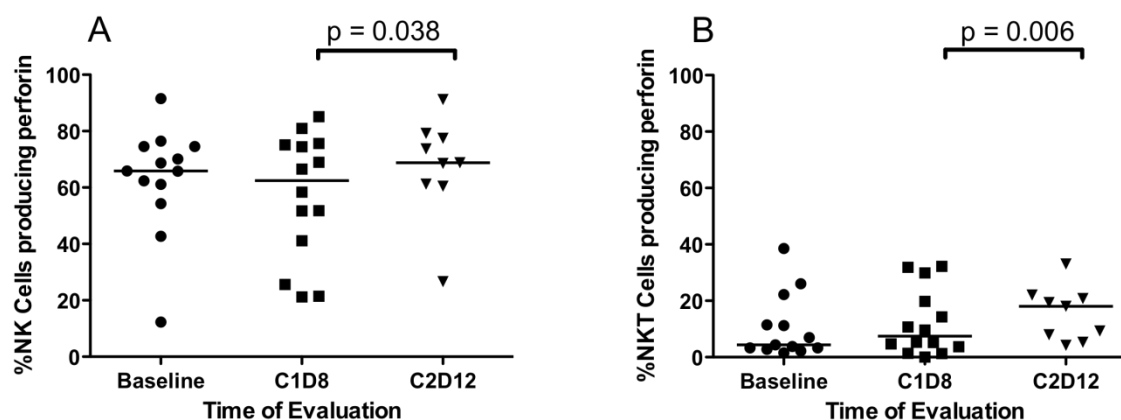 A
p = 0.038
%NK Cells producing perforin
100
80
60
40
20
0
Baseline
C1D8
C2D12
Time of Evaluation
B
p = 0.006
%NKT Cells producing perforin
100
80
60
40
20
0
Baseline
C1D8
C2D12
Time of Evaluation